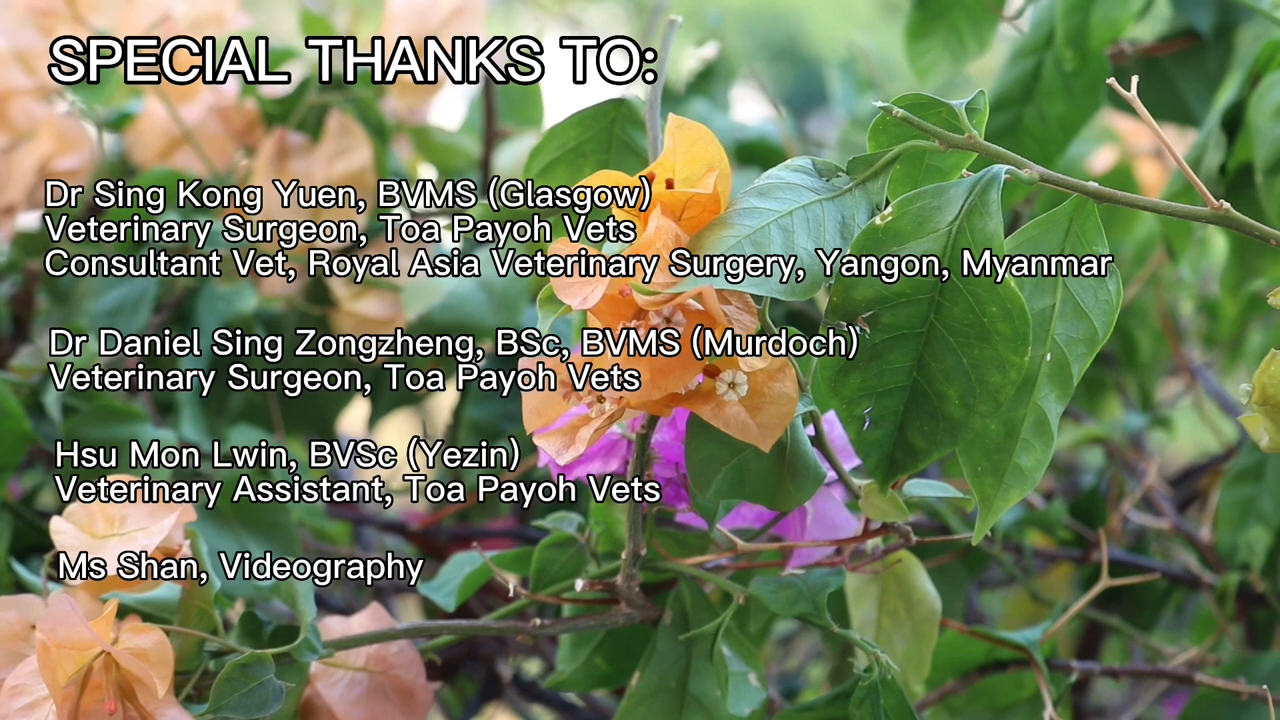 SPECIAL THANKS TO:
Dr Sing Kong Yuen, BVMS (Glasgow)
Veterinary Surgeon, Toa Payoh Vets
Consultant Vet, Royal Asia Veterinary Surgery, Yangon, Myanmar
Dr Daniel Sing Zongzheng, BSc, BVMS (Murdoch)
Veterinary Surgeon, Toa Payoh Vets
Hsu Mon Lwin, BVSc (Yezin)
Veterinary Assistant, Toa Payoh Vets
Ms Shan, Videography